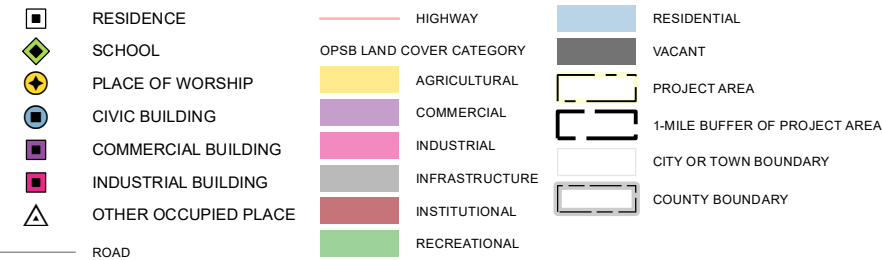 RESIDENCE
SCHOOL
PLACE OF WORSHIP
CIVIC BUILDING
COMMERCIAL BUILDING
INDUSTRIAL BUILDING
OTHER OCCUPIED PLACE
ROAD
HIGHWAY
OPSB LAND COVER CATEGORY
AGRICULTURAL
COMMERCIAL
INDUSTRIAL
INFRASTRUCTURE
INSTITUTIONAL
RECREATIONAL
RESIDENTIAL
VACANT
PROJECT AREA
1-MILE BUFFER OF PROJECT AREA
CITY OR TOWN BOUNDARY
COUNTY BOUNDARY